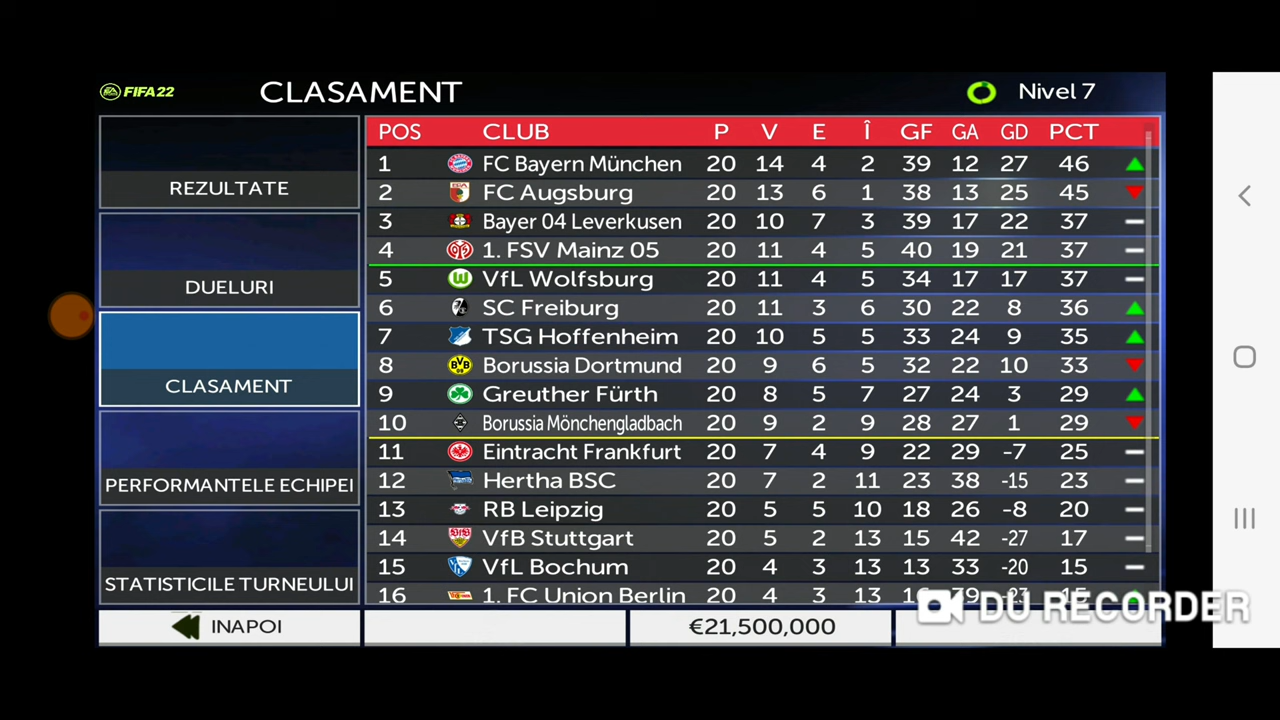 FIFA 22 CLASAMENT Nivel 7
REZULTATE
DUELURI
CLASAMENT
PERFORMANTELE ECHIPEI
STATISTICILE TURNEULUI
POS CLUB P V E Î GF GA GD PCT
1 FC Bayern München 20 14 4 2 39 12 27 46
2 FC Augsburg 20 13 6 1 38 13 25 45
3 Bayer 04 Leverkusen 20 10 7 3 39 17 22 37
4 1. FSV Mainz 05 20 11 4 5 40 19 21 37
5 VfL Wolfsburg 20 11 4 5 34 17 17 37
6 SC Freiburg 20 11 3 6 30 22 8 36
7 TSG Hoffenheim 20 10 5 5 33 24 9 35
8 Borussia Dortmund 20 9 6 5 32 22 10 33
9 Greuther Fürth 20 8 5 7 27 24 3 29
10 Borussia Mönchengladbach 20 9 2 9 28 27 1 29
11 Eintracht Frankfurt 20 7 4 9 22 29 -7 25
12 Hertha BSC 20 7 2 11 23 38 -15 23
13 RB Leipzig 20 5 5 10 18 26 -8 20
14 VfB Stuttgart 20 5 2 13 15 42 -27 17
15 VfL Bochum 20 4 3 13 13 33 -20 15
16 1. FC Union Berlin 20 4 3 13
DU RECORDER
INAPOI €21,500,000